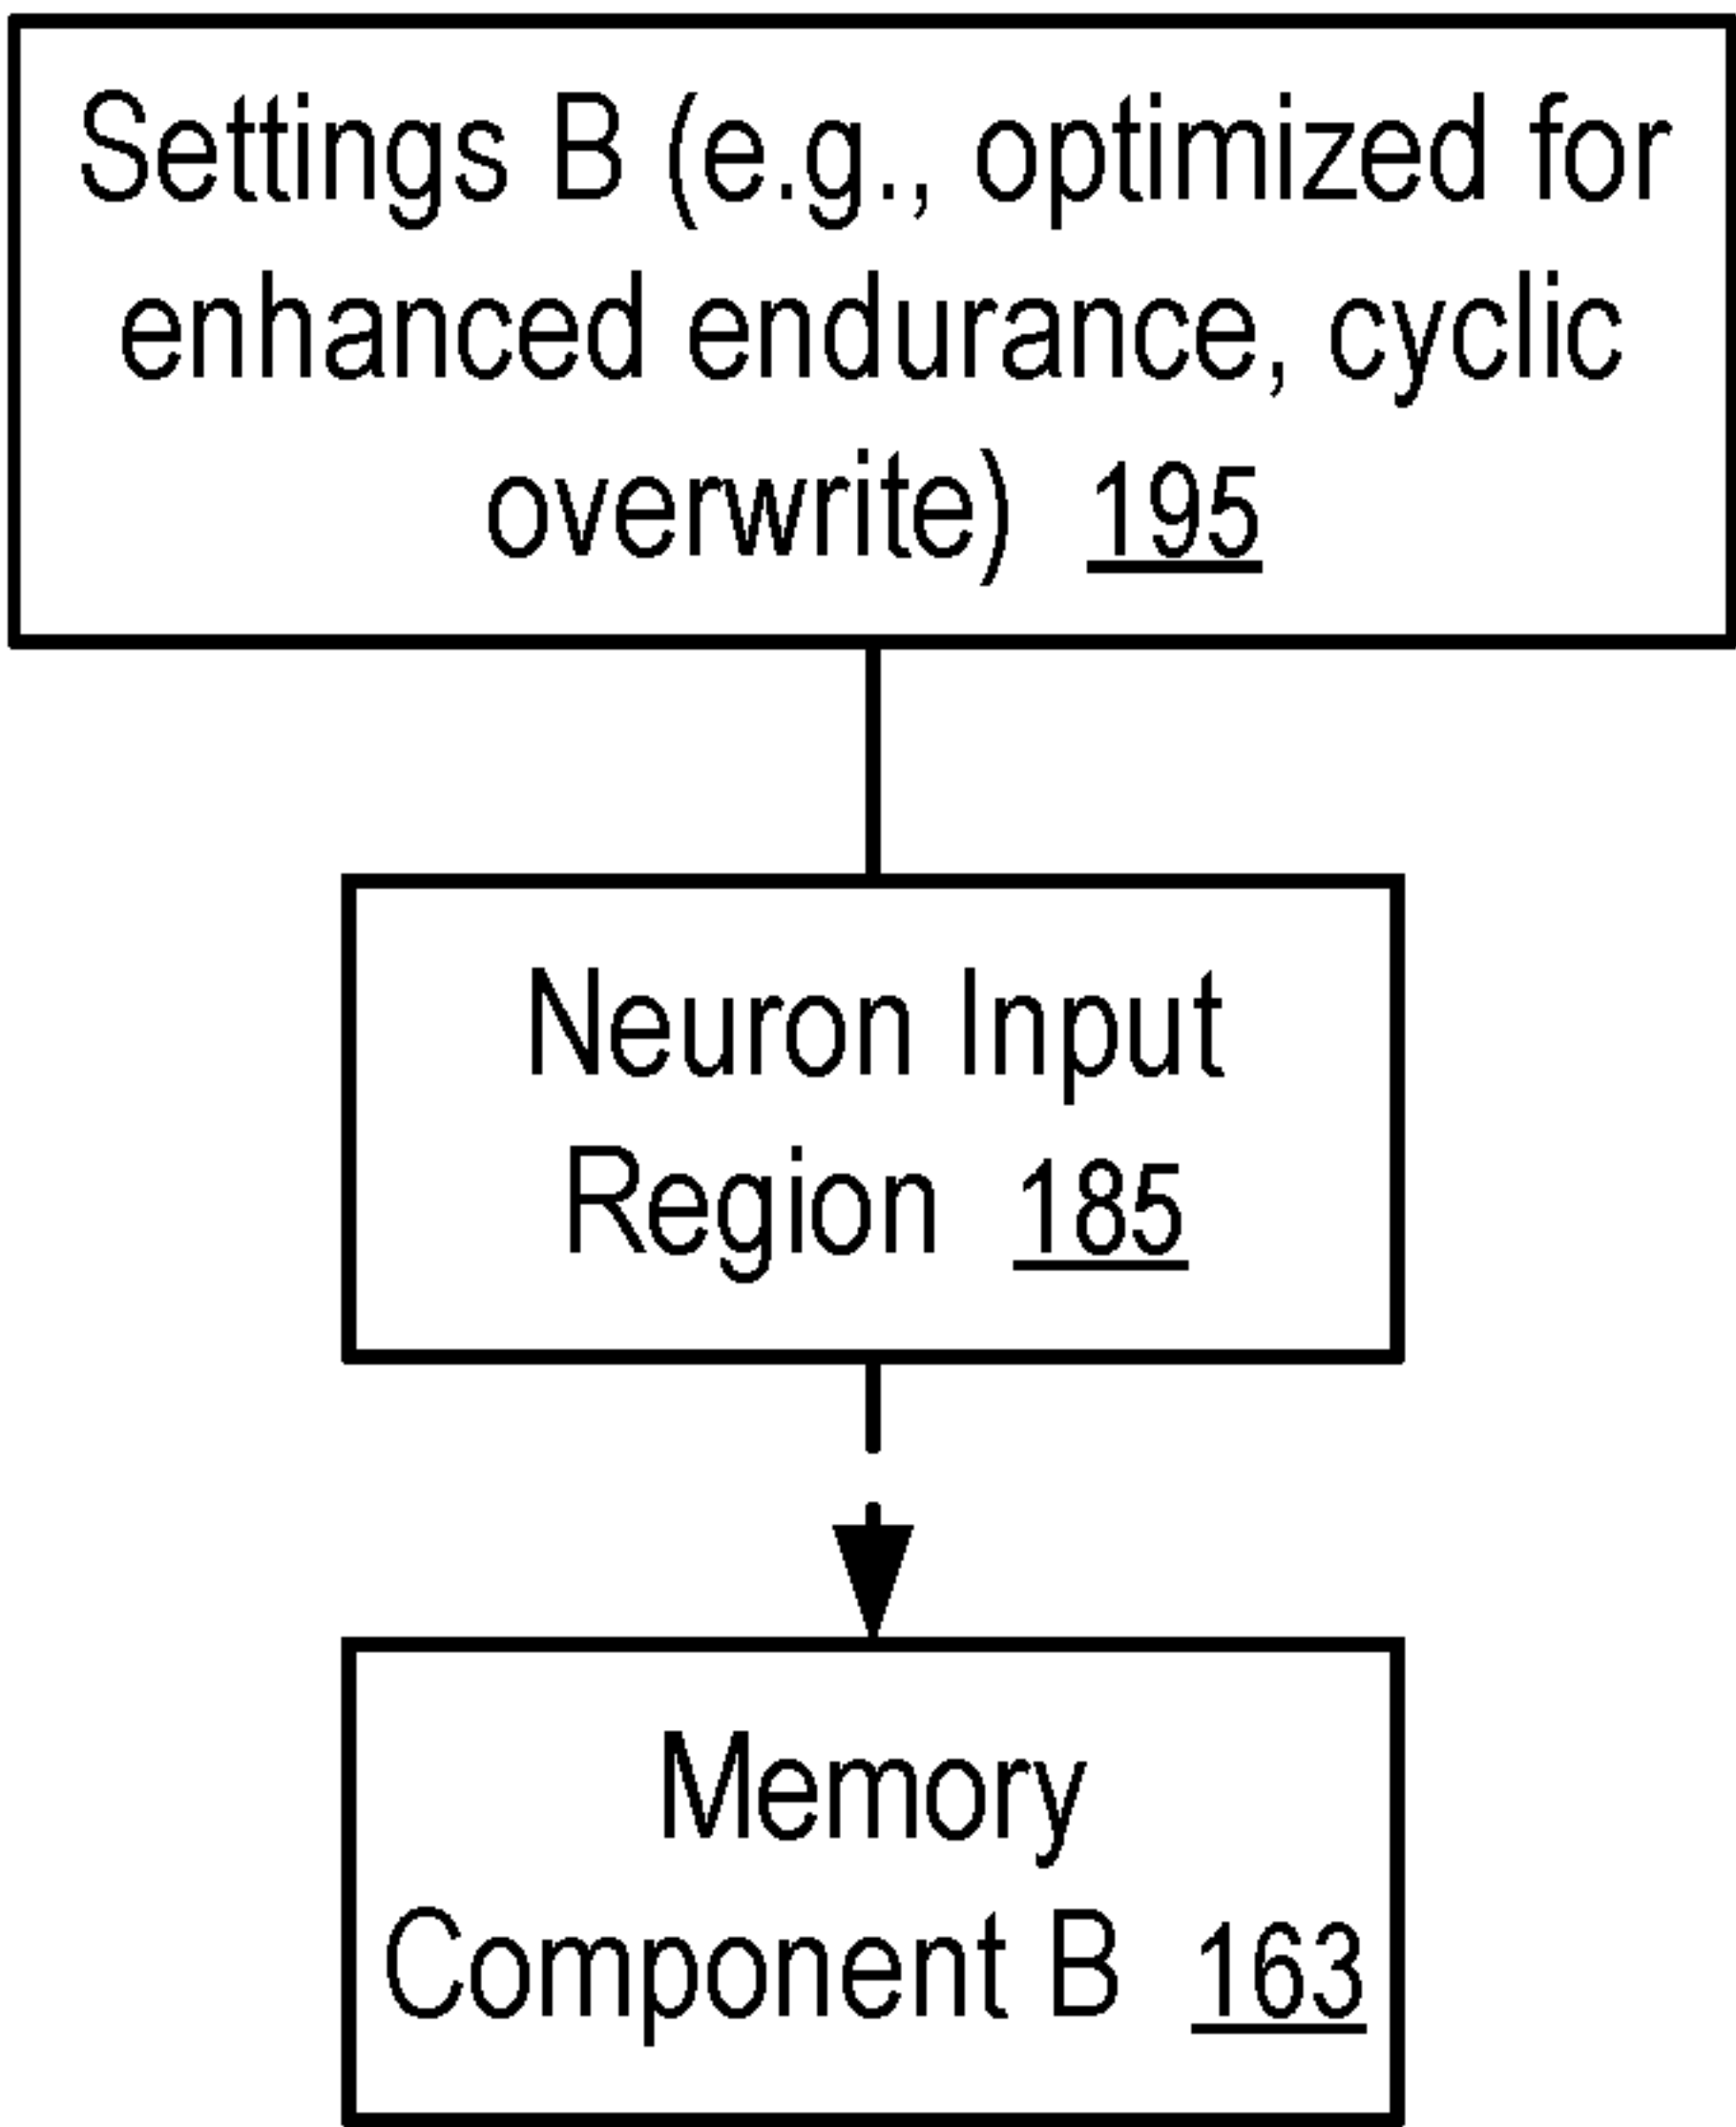 Settings B (e.g., optimized for
enhanced endurance, cyclic
overwrite) 195
Neuron Input
Region 185
Memory
Component B 163